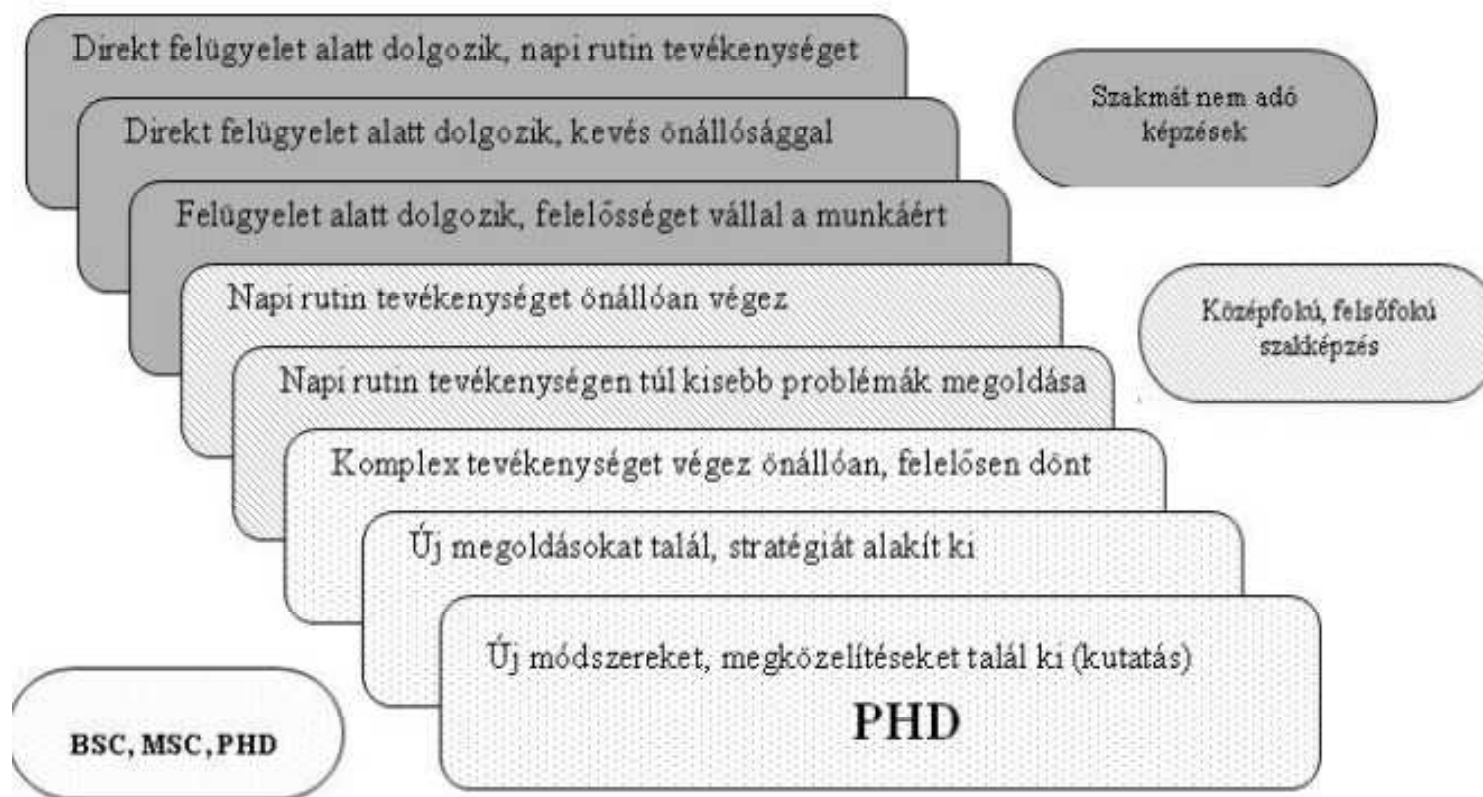 Direkt felügyelet alatt dolgozik, napi rutin tevékenységet
Direkt felügyelet alatt dolgozik, kevés önállósággal
Szakmát nem adó
képzések
Felügyelet alatt dolgozik, felelősséget vállal a munkáért
Napi rutin tevékenységet önállóan végez
Középfokú, felsőfokú
szakképzés
Napi rutin tevékenységen túl kisebb problémák megoldása
Komplex tevékenységet végez önállóan, felelősen dönt
Új megoldásokat talál, stratégiát alakít ki
Új módszereket, megközelítéseket talál ki (kutatás)
PHD
BSC, MSC, PHD